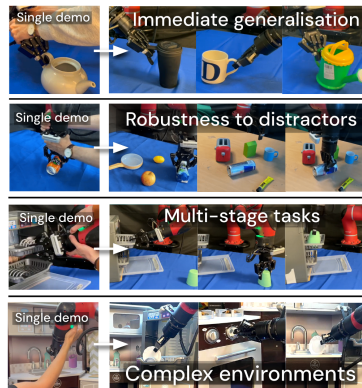 Single demo
Immediate generalisation
D
Single demo
Robustness to distractors
Single demo
Multi-stage tasks
Single demo
Complex environments